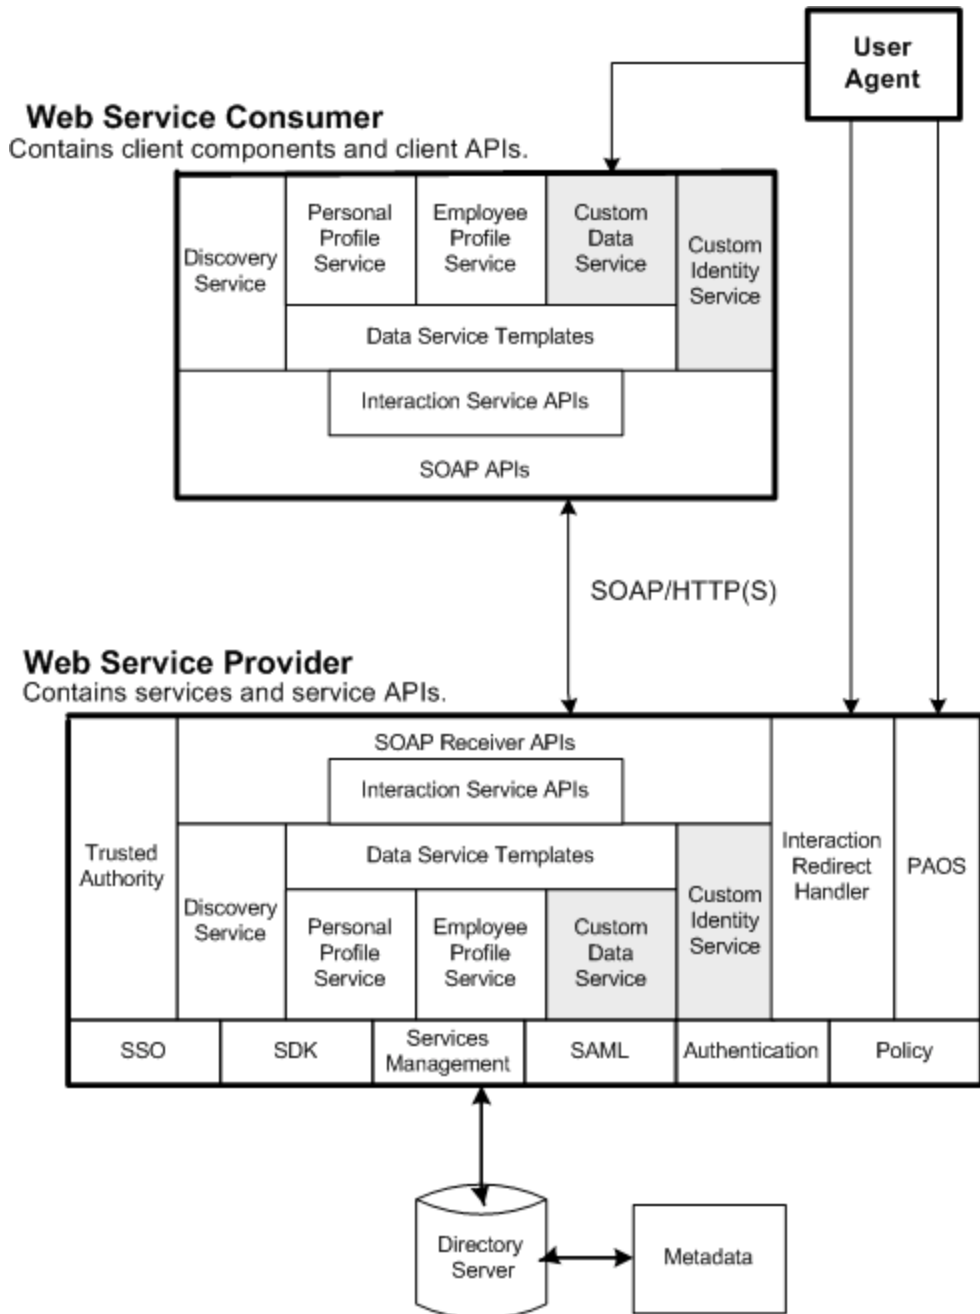 User
Agent
Web Service Consumer
Contains client components and client APIs.
Discovery
Service
Personal
Profile
Service
Employee
Profile
Service
Custom
Data
Service
Custom
Identity
Service
Data Service Templates
Interaction Service APIs
SOAP APIs
SOAP/HTTP(S)
Web Service Provider
Contains services and service APIs.
SOAP Receiver APIs
Interaction Service APIs
Trusted
Authority
Data Service Templates
Discovery
Service
Personal
Profile
Service
Employee
Profile
Service
Custom
Data
Service
Custom
Identity
Service
Interaction
Redirect
Handler
PAOS
SSO
SDK
Services
Management
SAML
Authentication
Policy
Directory
Server
Metadata